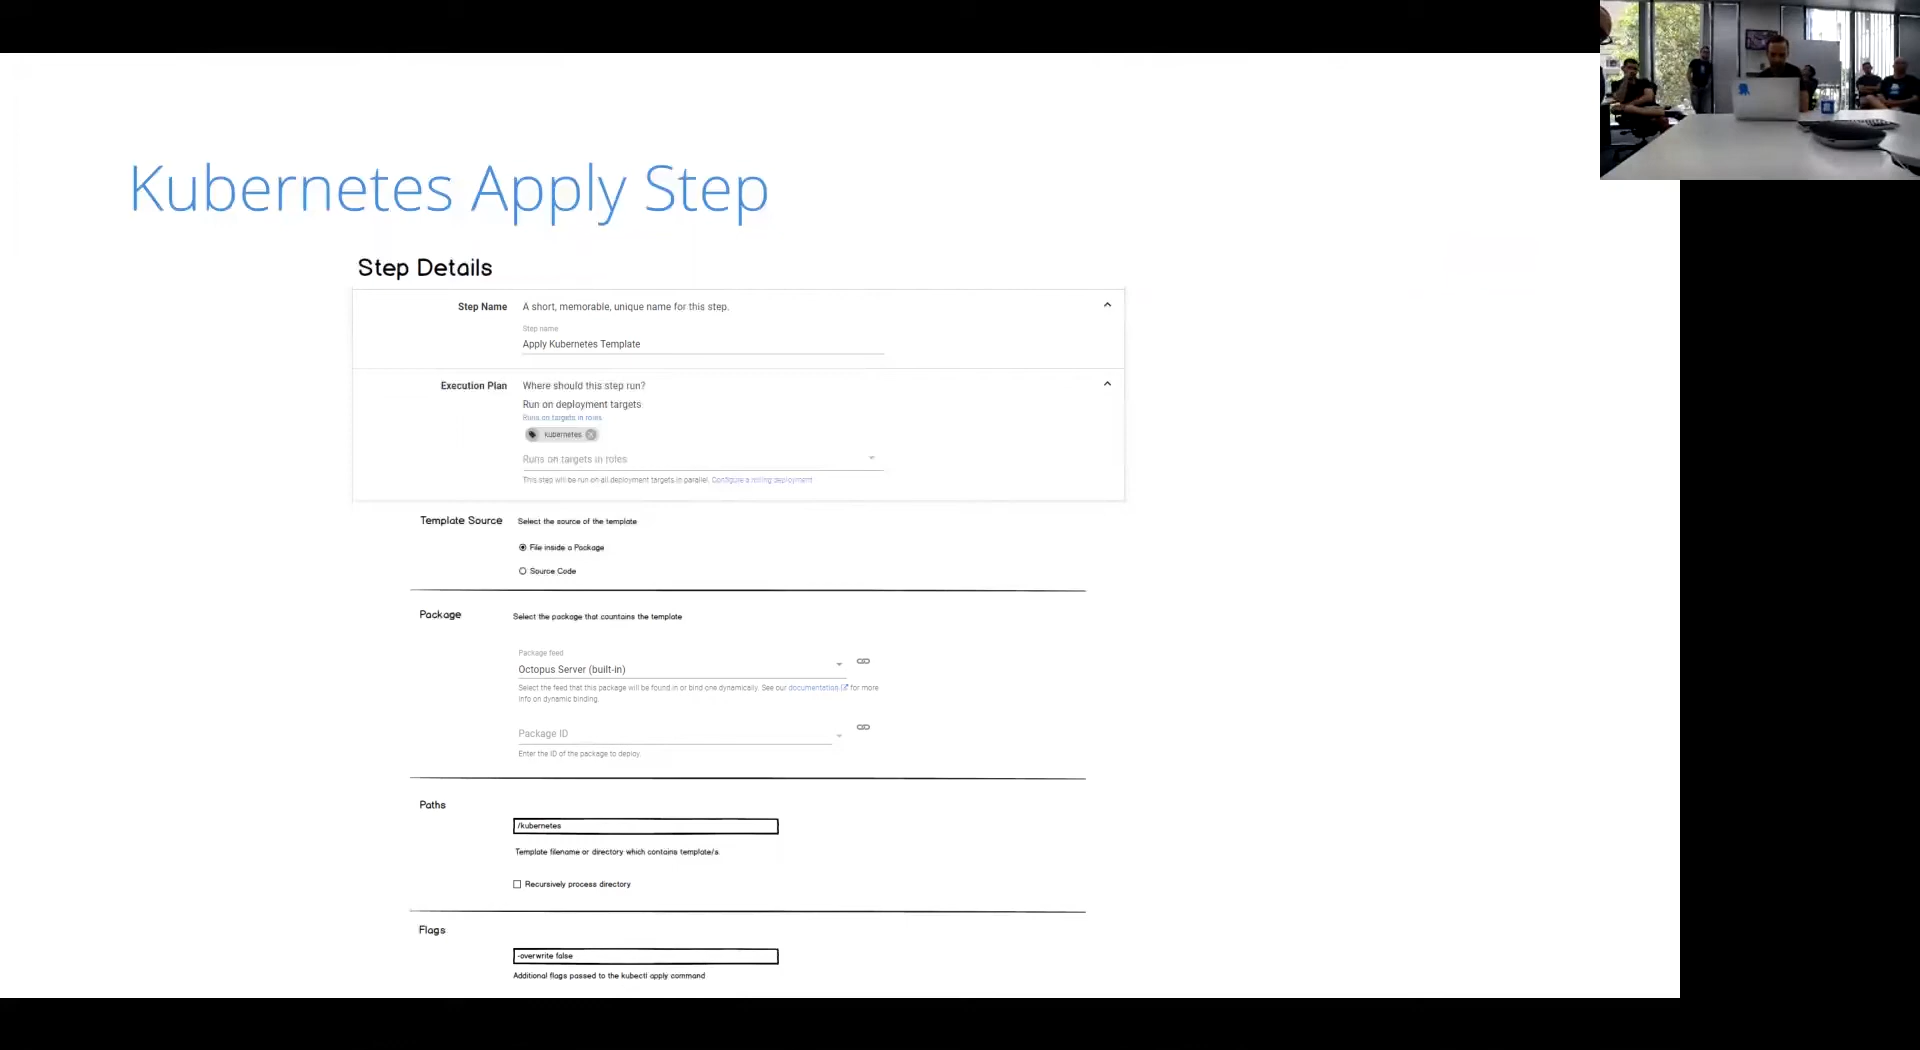 Kubernetes Apply Step
Step Details
Step Name
A short, memorable, unique name for this step.
Step name
Apply Kubernetes Template
Execution Plan
Where should this step run?
Run on deployment targets
Runs on targets in roles
Kubernetes
Runs on targets in roles
This step will be run on all deployment targets in parallel. Configure a rolling deployment
Template Source
Select the source of the template
File inside a Package
Source Code
Package
Select the package that countains the template
Package feed
Octopus Server (built-in)
Select the feed that this package will be found in or bind one dynamically. See our documentation for more
info on dynamic binding
Package ID
Enter the ID of the package to deploy.
Paths
/kubernetes
Template filename or directory which contains template/s.
Recursively process directory
Flags
-overwrite false
Additional flags passed to the kubectl apply command